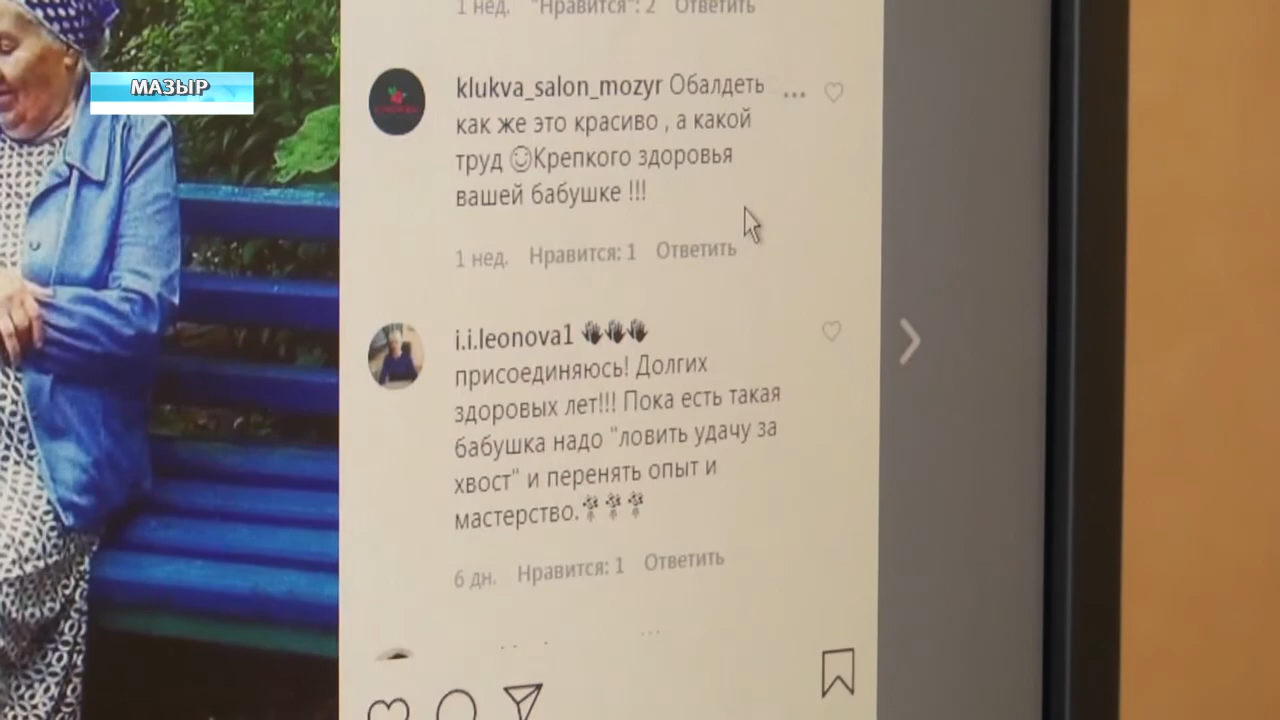 МАЗЫР
1 нед. "Нравится": 2 Ответить
klukva_salon_mozyr Обалдеть
как же это красиво , а какой
труд ☺Крепкого здоровья
вашей бабушке !!!
1 нед. Нравится: 1 Ответить
i.i.leonova1 👋👋👋
присоединяюсь! Долгих
здоровых лет!!! Пока есть такая
бабушка надо "ловить удачу за
хвост" и перенять опыт и
мастерство.💐💐💐
6 дн. Нравится: 1 Ответить